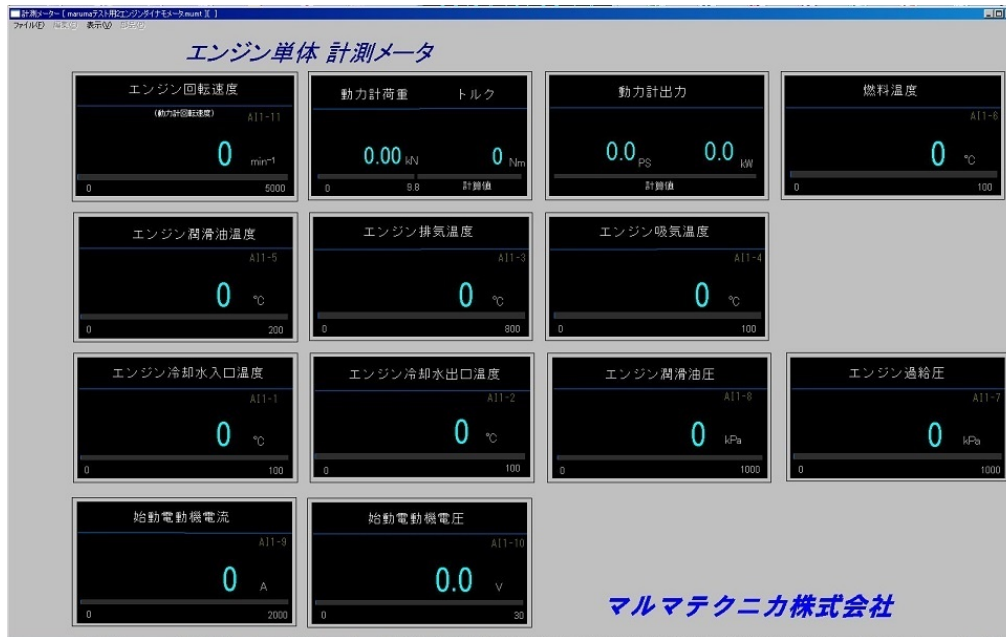 計測メーター [ marumaテスト用2エンジンダイナモメータ.mumt ][ ]
ファイル(F) 編集(E) 表示(V)
エンジン単体 計測メータ
エンジン回転速度
(動力計回転速度) AI1-11
0 min⁻¹
0 5000
動力計荷重 トルク
0.00 kN 0 Nm
0 9.8 計算値
動力計出力
0.0 PS 0.0 kW
計算値
燃料温度
AI1-6
0 ℃
0 100
エンジン潤滑油温度
AI1-5
0 ℃
0 200
エンジン排気温度
AI1-3
0 ℃
0 800
エンジン吸気温度
AI1-4
0 ℃
0 100
エンジン冷却水入口温度
AI1-1
0 ℃
0 100
エンジン冷却水出口温度
AI1-2
0 ℃
0 100
エンジン潤滑油圧
AI1-8
0 kPa
0 1000
エンジン過給圧
AI1-7
0 kPa
0 1000
始動電動機電流
AI1-9
0 A
0 2000
始動電動機電圧
AI1-10
0.0 V
0 30
マルマテクニカ株式会社